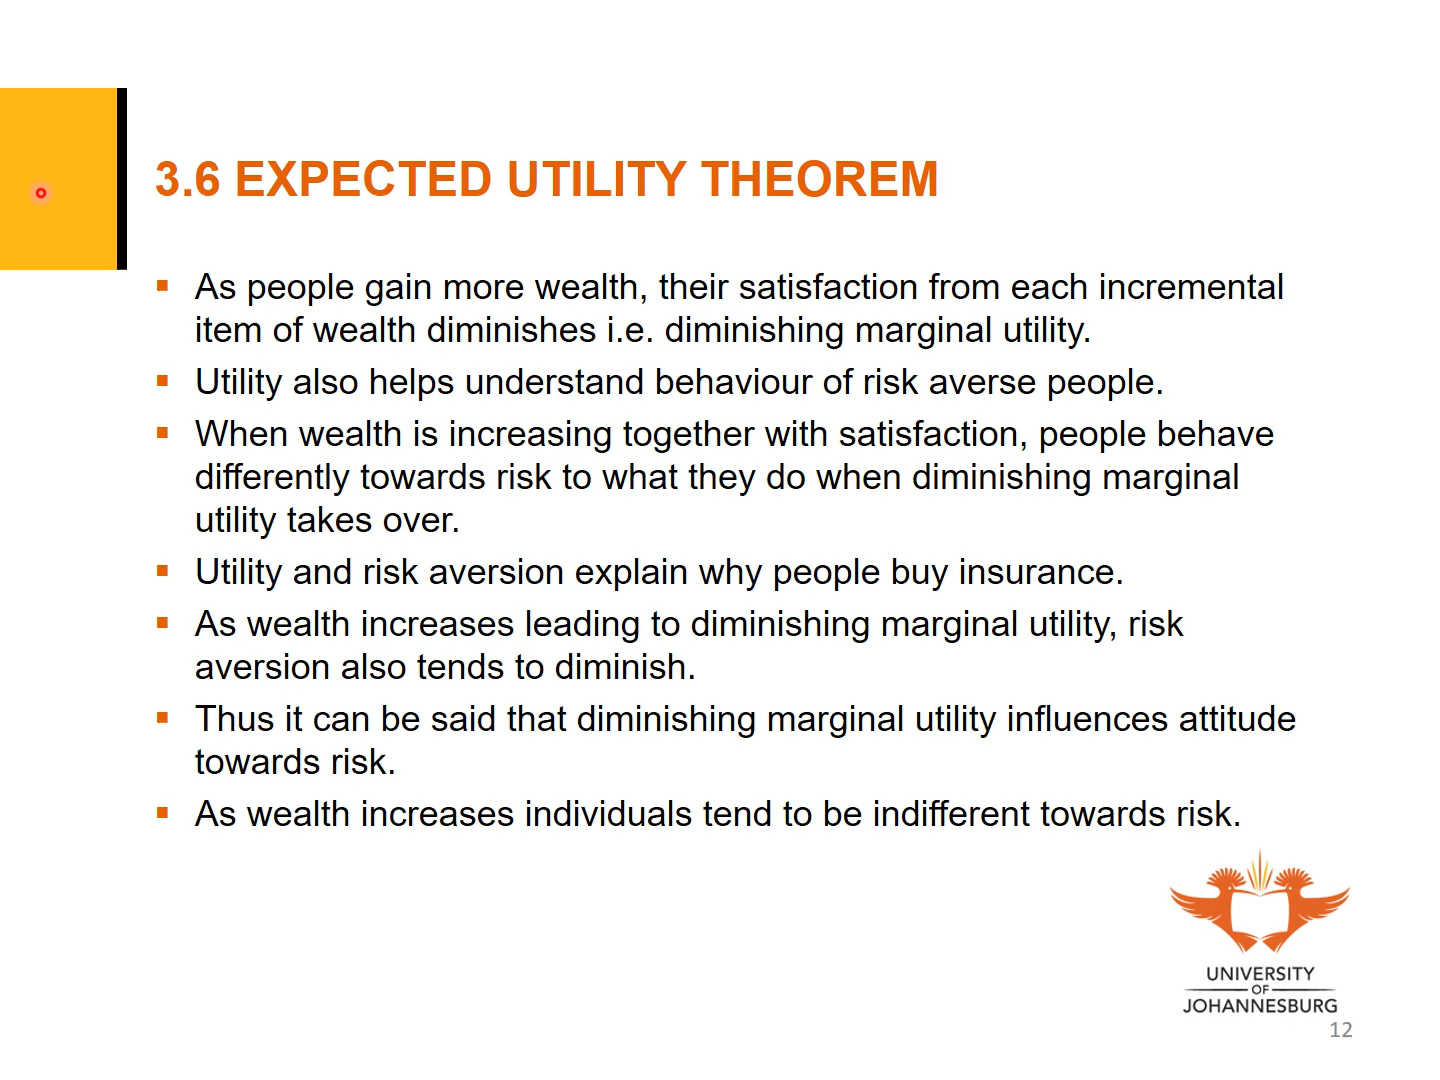 3.6 EXPECTED UTILITY THEOREM
▪ As people gain more wealth, their satisfaction from each incremental
item of wealth diminishes i.e. diminishing marginal utility.
▪ Utility also helps understand behaviour of risk averse people.
▪ When wealth is increasing together with satisfaction, people behave
differently towards risk to what they do when diminishing marginal
utility takes over.
▪ Utility and risk aversion explain why people buy insurance.
▪ As wealth increases leading to diminishing marginal utility, risk
aversion also tends to diminish.
▪ Thus it can be said that diminishing marginal utility influences attitude
towards risk.
▪ As wealth increases individuals tend to be indifferent towards risk.
UNIVERSITY
OF
JOHANNESBURG
12